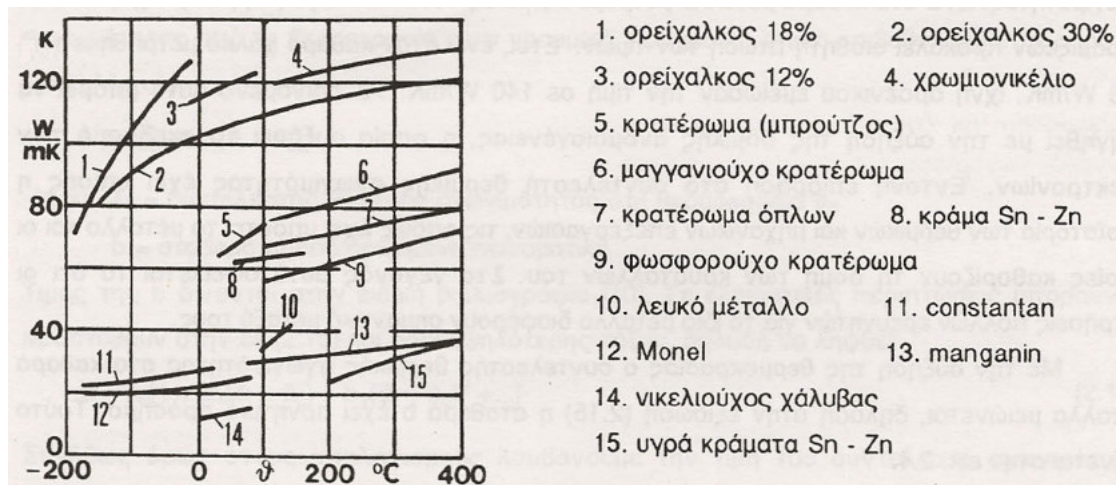 K
120
W
mK
80
40
0
-200
0
ϑ
200
C
400
1
2
3
4
5
6
7
8
9
10
11
12
13
14
15
1. ορείχαλκος 18% 2. ορείχαλκος 30%
3. ορείχαλκος 12% 4. χρωμιονικέλιο
5. κρατέρωμα (μπρούτζος)
6. μαγγανιούχο κρατέρωμα
7. κρατέρωμα όπλων 8. κράμα Sn - Zn
9. φωσφορούχο κρατέρωμα
10. λευκό μέταλλο 11. constantan
12. Monel 13. manganin
14. νικελιούχος χάλυβας
15. υγρά κράματα Sn - Zn